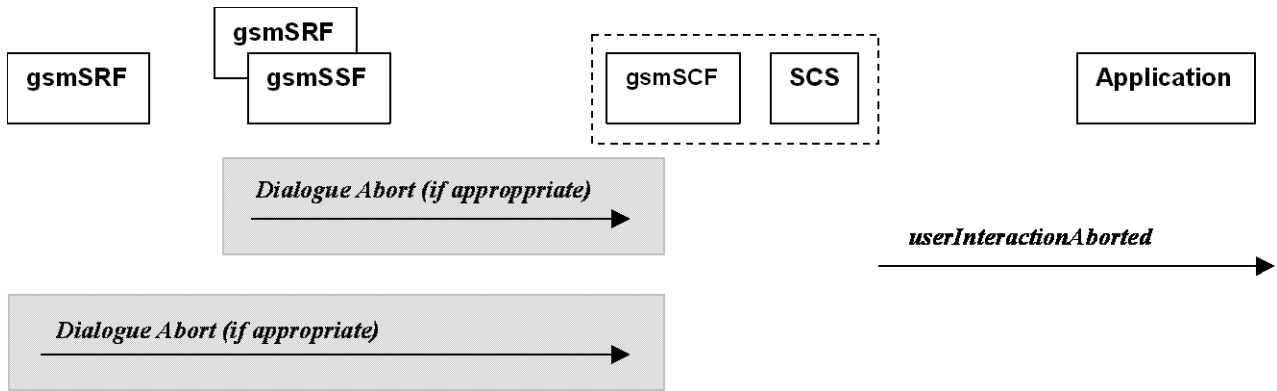 gsmSRF
gsmSRF
gsmSSF
gsmSCF
SCS
Application
Dialogue Abort (if approppriate)
userInteractionAborted
Dialogue Abort (if appropriate)